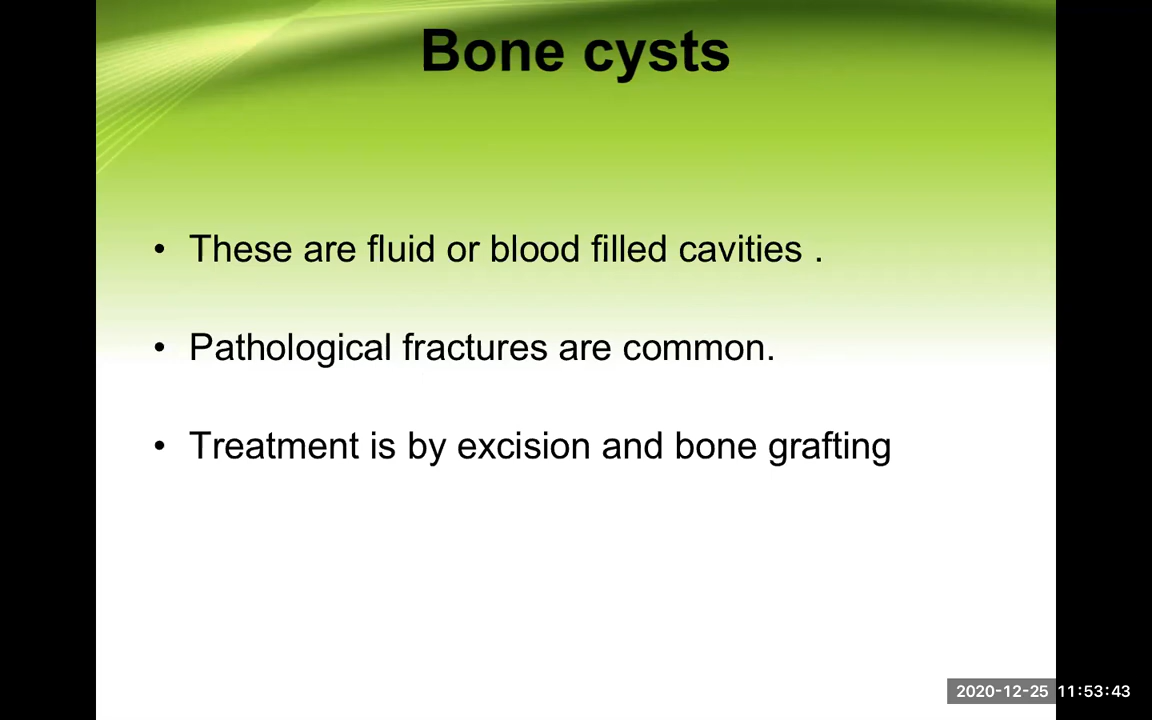 Bone cysts
• These are fluid or blood filled cavities .
• Pathological fractures are common.
• Treatment is by excision and bone grafting
2020-12-25 11:53:43